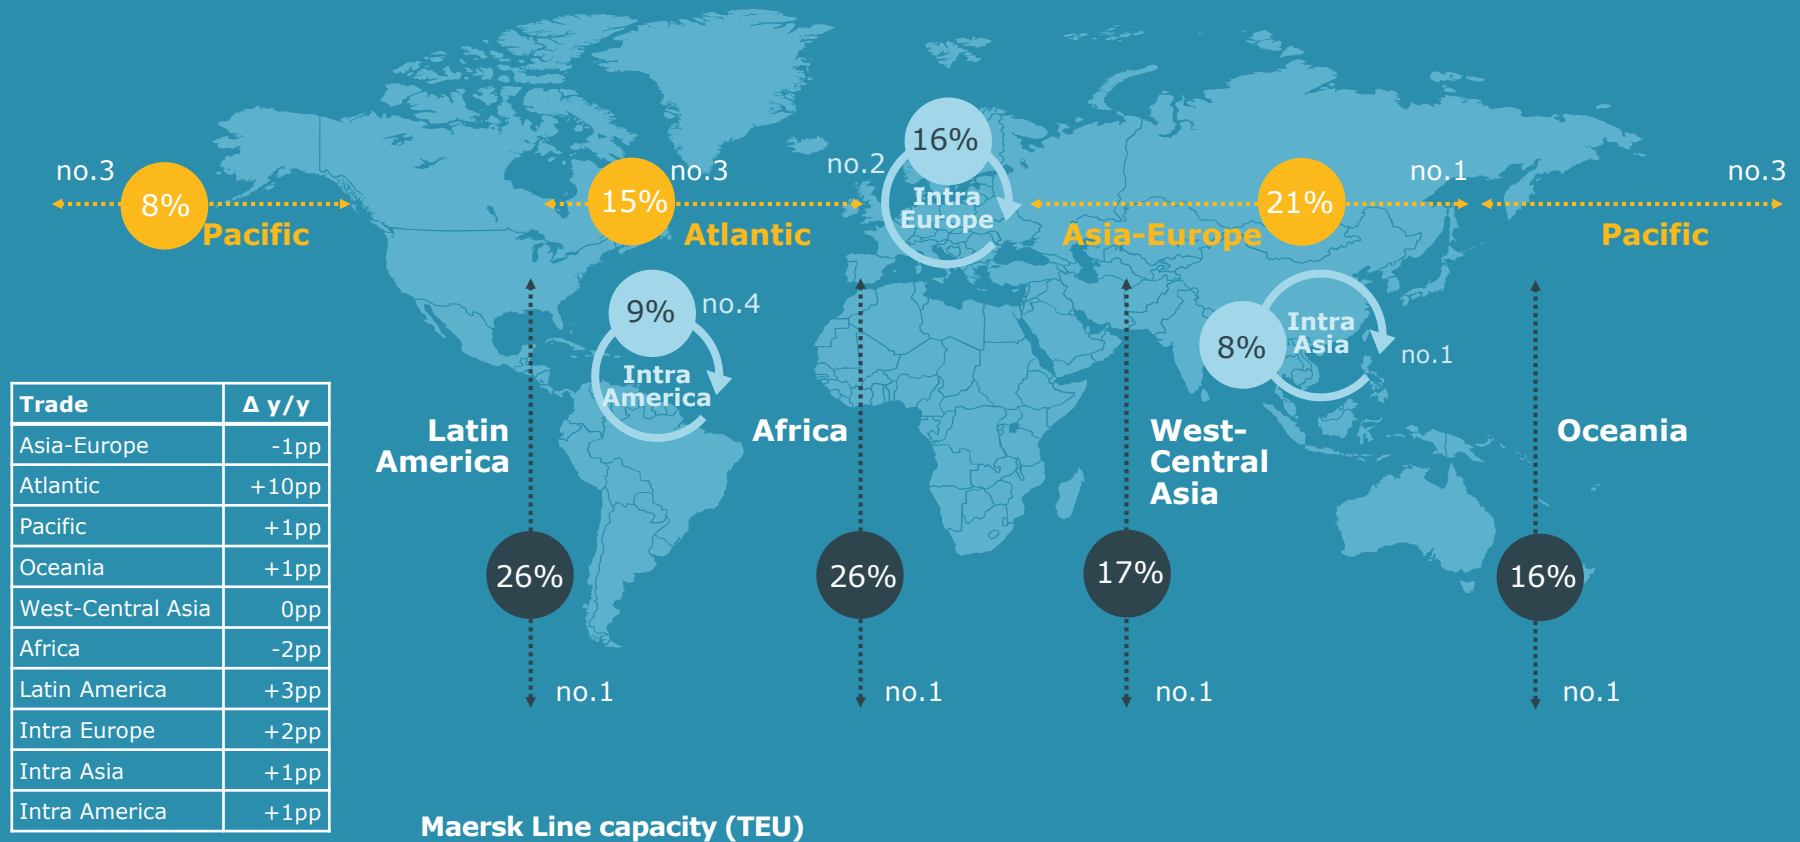 no.3
8%
Pacific
15%
no.3
Atlantic
no.2
16%
Intra
Europe
Asia-Europe
21%
no.1
no.3
Pacific
9%
no.4
Intra
America
8%
Intra
Asia
no.1
Latin
America
26%
no.1
Africa
26%
no.1
West-
Central
Asia
17%
no.1
Oceania
16%
no.1
Trade Δ y/y
Asia-Europe -1pp
Atlantic +10pp
Pacific +1pp
Oceania +1pp
West-Central Asia 0pp
Africa -2pp
Latin America +3pp
Intra Europe +2pp
Intra Asia +1pp
Intra America +1pp
Maersk Line capacity (TEU)